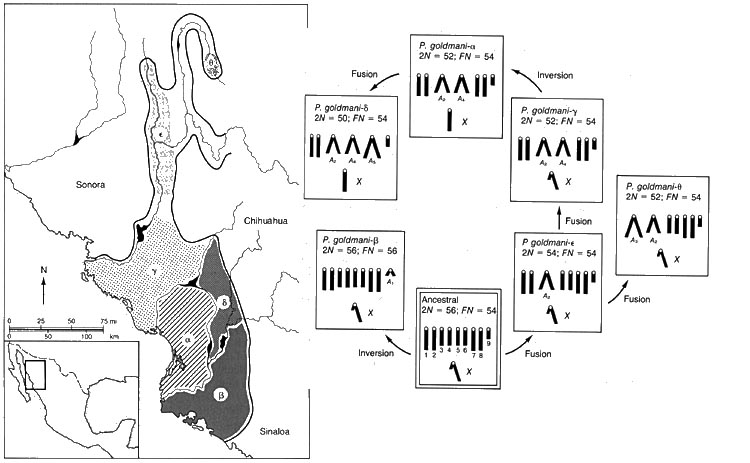 θ
ε
Sonora
Chihuahua
γ
N
δ
α
0 25 50 75 mi
0 50 100
km.
β
Sinaloa
P. goldmani-α
2N = 52; FN = 54
A₂ A₄
X
Fusion
Inversion
P. goldmani-δ
2N = 50; FN = 54
A₂ A₄ A₅
X
P. goldmani-γ
2N = 52; FN = 54
A₂ A₄
X
P. goldmani-θ
2N = 52; FN = 54
A₃ A₂
X
Fusion
P. goldmani-β
2N = 56; FN = 56
A₁
X
P goldmani-ε
2N = 54; FN = 54
A₂
X
Fusion
Ancestral
2N = 56; FN = 54
1 2 3 4 5 6 7 8 9
X
Inversion
Fusion